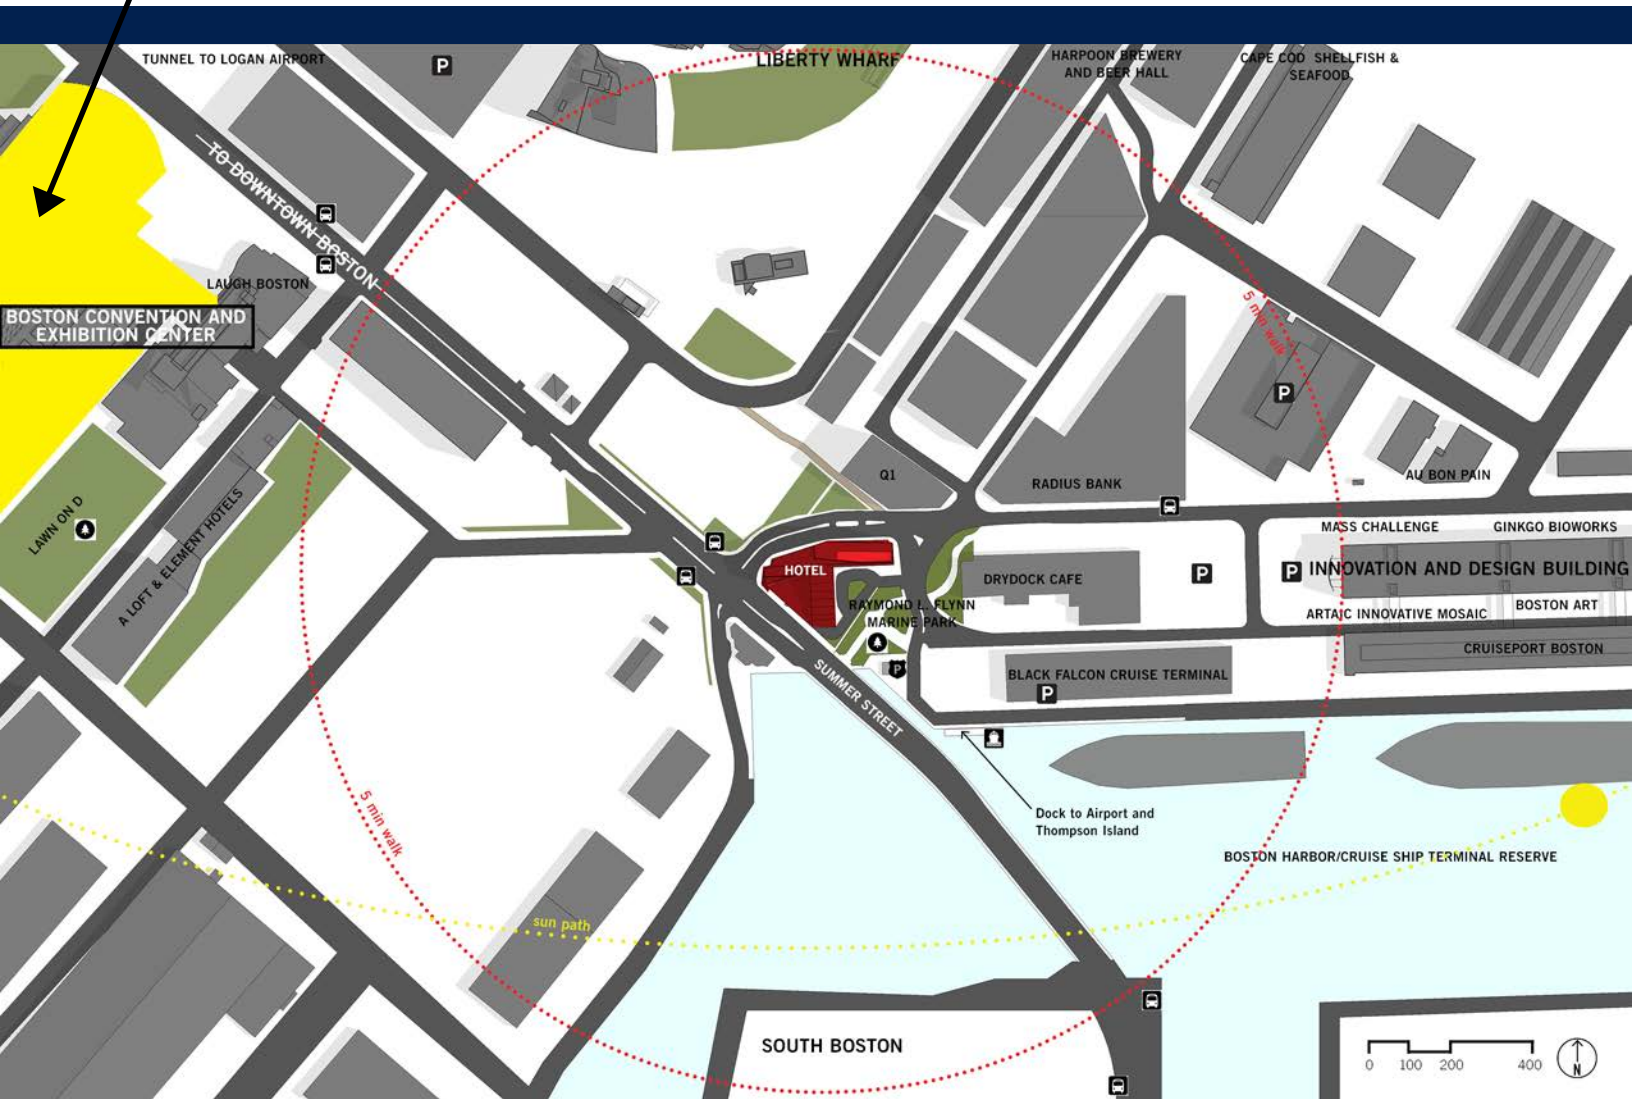 TUNNEL TO LOGAN AIRPORT
P
LIBERTY WHARF
HARPOON BREWERY
AND BEER HALL
CAPE COD SHELLFISH &
SEAFOOD
TO DOWNTOWN BOSTON
LAUGH BOSTON
BOSTON CONVENTION AND
EXHIBITION CENTER
5 min walk
P
Q1
RADIUS BANK
AU BON PAIN
LAWN ON D
A LOFT & ELEMENT HOTELS
MASS CHALLENGE
GINKGO BIOWORKS
HOTEL
DRYDOCK CAFE
P
P
INNOVATION AND DESIGN BUILDING
RAYMOND L. FLYNN
MARINE PARK
ARTAIC INNOVATIVE MOSAIC
BOSTON ART
CRUISEPORT BOSTON
P
SUMMER STREET
BLACK FALCON CRUISE TERMINAL
P
5 min walk
Dock to Airport and
Thompson Island
BOSTON HARBOR/CRUISE SHIP TERMINAL RESERVE
sun path
SOUTH BOSTON
0 100 200 400
N